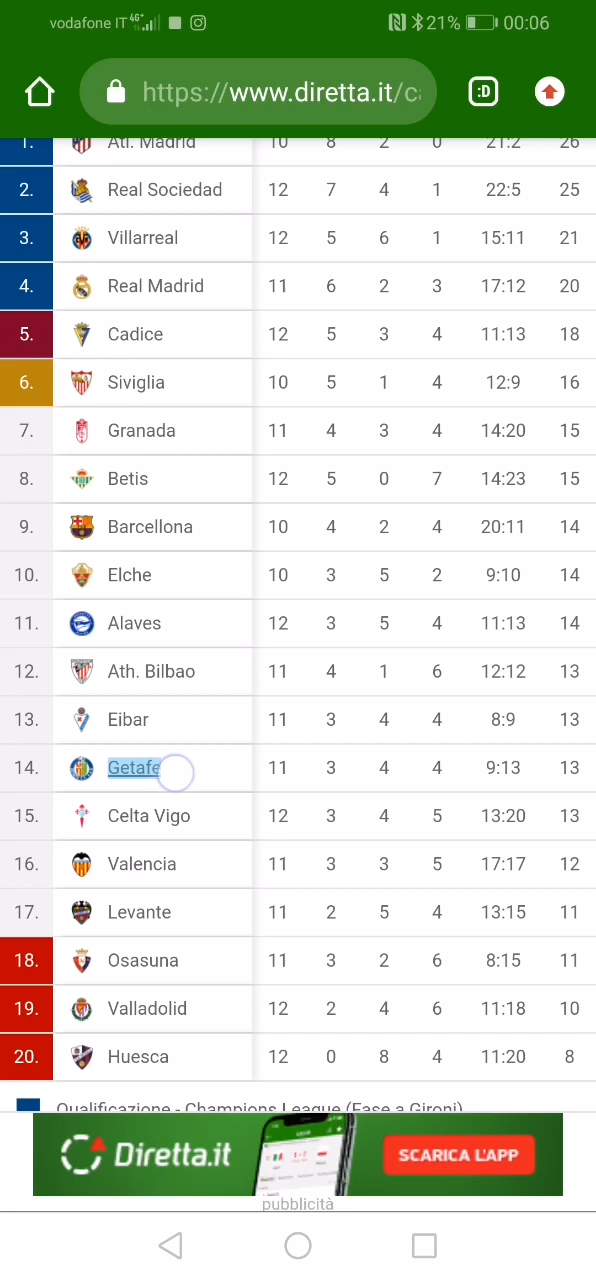 vodafone IT 4G+ 21% 00:06
:D
https://www.diretta.it/ca
1. Atl. Madrid 10 8 2 0 21:2 26
2. Real Sociedad 12 7 4 1 22:5 25
3. Villarreal 12 5 6 1 15:11 21
4. Real Madrid 11 6 2 3 17:12 20
5. Cadice 12 5 3 4 11:13 18
6. Siviglia 10 5 1 4 12:9 16
7. Granada 11 4 3 4 14:20 15
8. Betis 12 5 0 7 14:23 15
9. Barcellona 10 4 2 4 20:11 14
10. Elche 10 3 5 2 9:10 14
11. Alaves 12 3 5 4 11:13 14
12. Ath. Bilbao 11 4 1 6 12:12 13
13. Eibar 11 3 4 4 8:9 13
14. Getafe 11 3 4 4 9:13 13
15. Celta Vigo 12 3 4 5 13:20 13
16. Valencia 11 3 3 5 17:17 12
17. Levante 11 2 5 4 13:15 11
18. Osasuna 11 3 2 6 8:15 11
19. Valladolid 12 2 4 6 11:18 10
20. Huesca 12 0 8 4 11:20 8
Qualificazione - Champions League (Fase a Gironi)
Diretta.it SCARICA L'APP
pubblicità